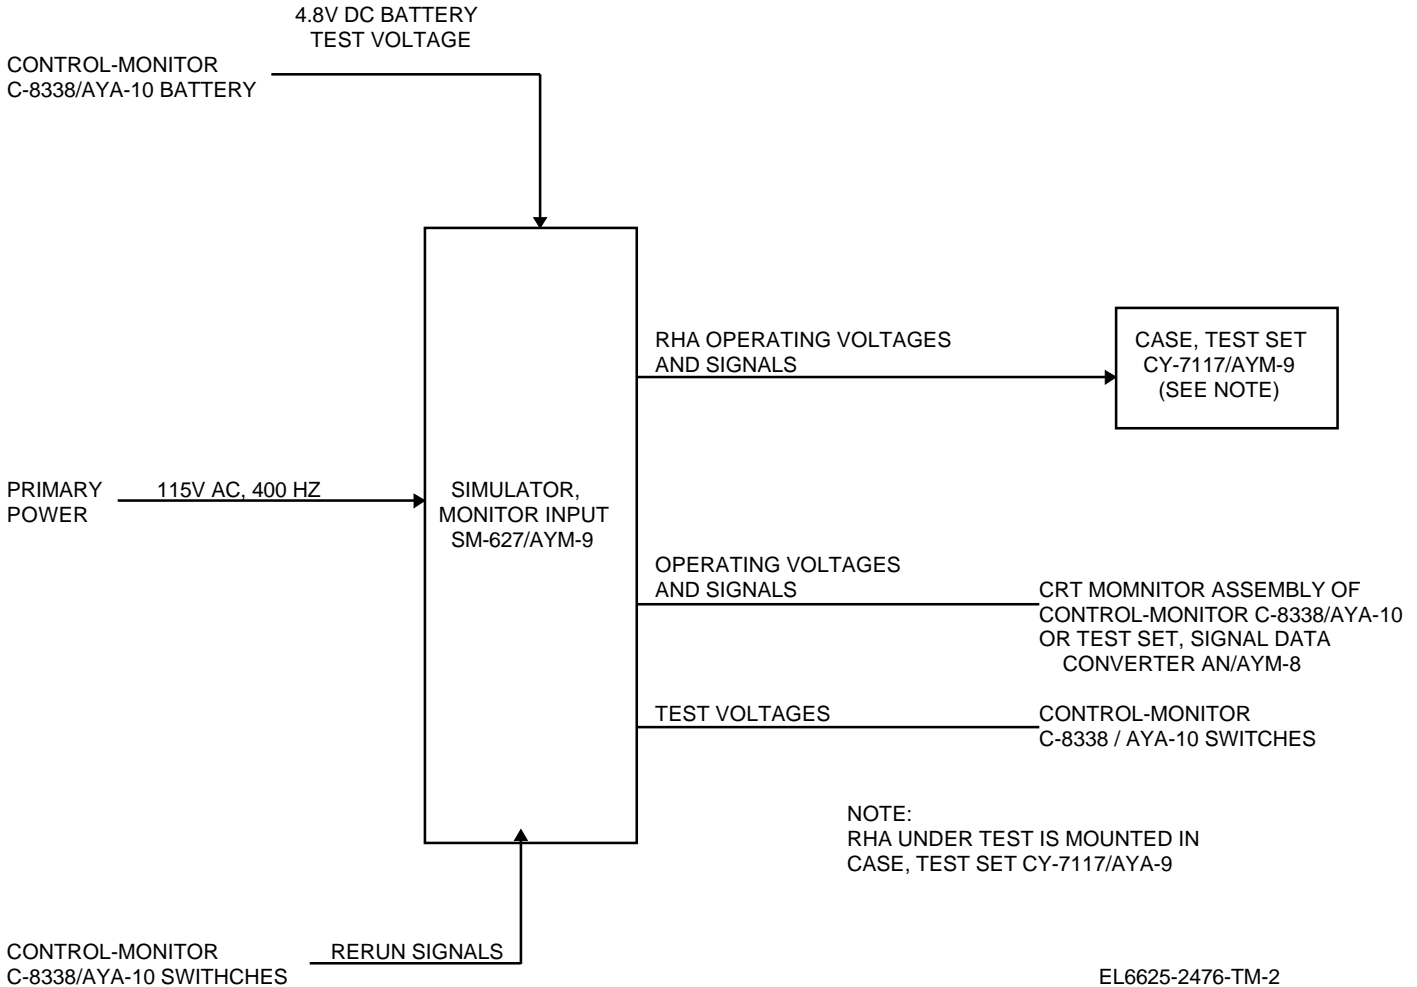 4.8V DC BATTERY
TEST VOLTAGE
CONTROL-MONITOR
C-8338/AYA-10 BATTERY
RHA OPERATING VOLTAGES
AND SIGNALS
CASE, TEST SET
CY-7117/AYM-9
(SEE NOTE)
PRIMARY
POWER
115V AC, 400 HZ
SIMULATOR,
MONITOR INPUT
SM-627/AYM-9
OPERATING VOLTAGES
AND SIGNALS
CRT MOMNITOR ASSEMBLY OF
CONTROL-MONITOR C-8338/AYA-10
OR TEST SET, SIGNAL DATA
CONVERTER AN/AYM-8
TEST VOLTAGES
CONTROL-MONITOR
C-8338 / AYA-10 SWITCHES
NOTE:
RHA UNDER TEST IS MOUNTED IN
CASE, TEST SET CY-7117/AYA-9
CONTROL-MONITOR
C-8338/AYA-10 SWITHCHES
RERUN SIGNALS
EL6625-2476-TM-2